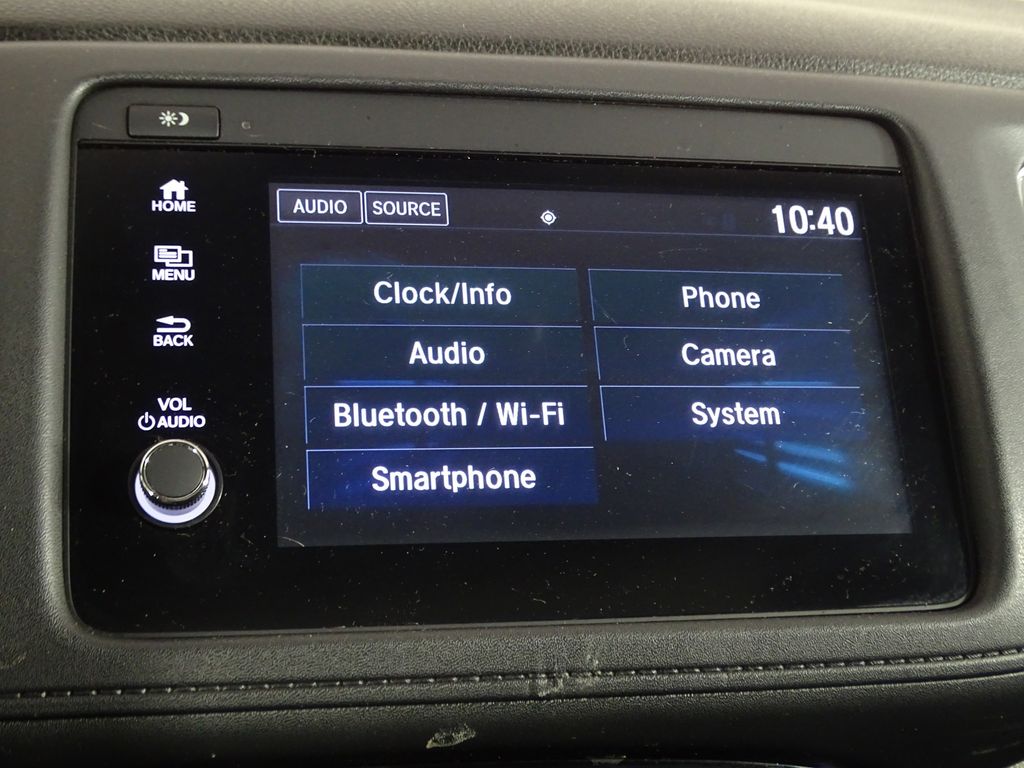 HOME
MENU
BACK
VOL
AUDIO
AUDIO SOURCE 10:40
Clock/Info Phone
Audio Camera
Bluetooth / Wi-Fi System
Smartphone